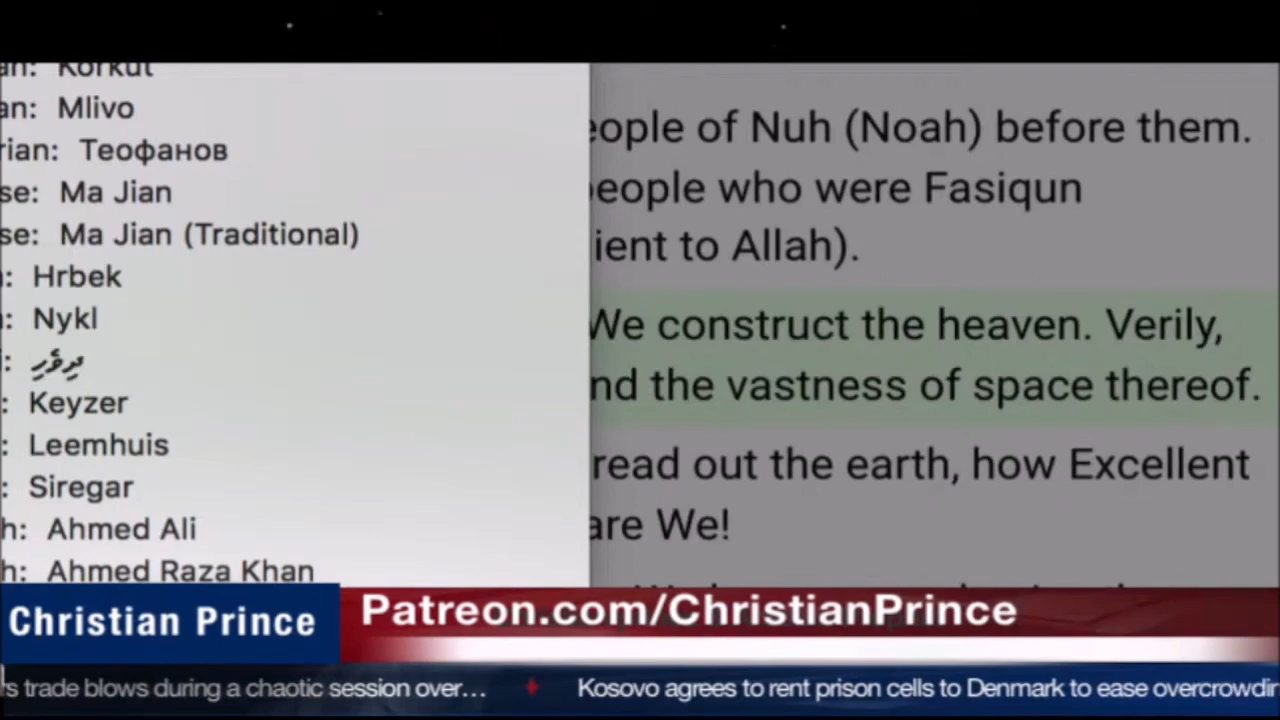 an: Korkut
an: Mlivo
rian: Теофанов
se: Ma Jian
se: Ma Jian (Traditional)
: Hrbek
: Nykl
: ދިވެހި
: Keyzer
: Leemhuis
: Siregar
h: Ahmed Ali
h: Ahmed Raza Khan
eople of Nuh (Noah) before them.
people who were Fasiqun
ient to Allah).
We construct the heaven. Verily,
nd the vastness of space thereof.
read out the earth, how Excellent
are We!
Christian Prince
Patreon.com/ChristianPrince
rs trade blows during a chaotic session over... ♦ Kosovo agrees to rent prison cells to Denmark to ease overcrowdin